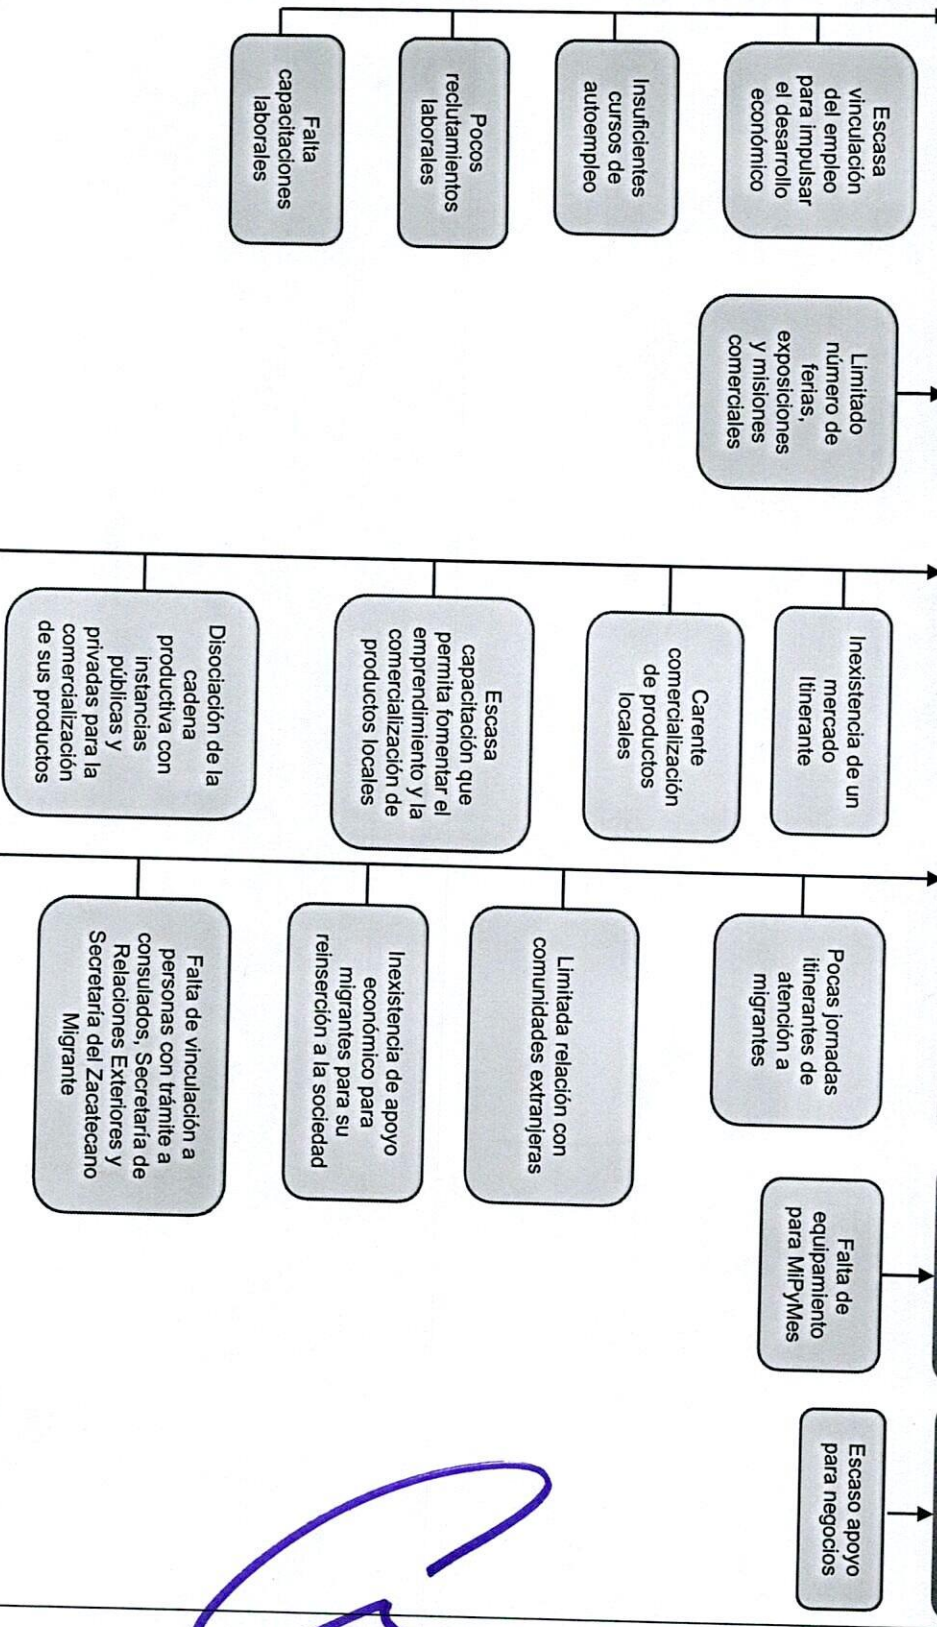 Escasa
vinculación
del empleo
para impulsar
el desarrollo
económico
Insuficientes
cursos de
autoempleo
Pocos
reclutamientos
laborales
Falta
capacitaciones
laborales
Limitado
número de
ferias,
exposiciones
y misiones
comerciales
Inexistencia de un
mercado
Itinerante
Carente
comercialización
de productos
locales
Escasa
capacitación que
permita fomentar el
emprendimiento y la
comercialización de
productos locales
Disociación de la
cadena
productiva con
instancias
públicas y
privadas para la
comercialización
de sus productos
Pocas jornadas
itinerantes de
atención a
migrantes
Limitada relación con
comunidades extranjeras
Inexistencia de apoyo
económico para
migrantes para su
reinserción a la sociedad
Falta de vinculación a
personas con trámite a
consulados, Secretaría de
Relaciones Exteriores y
Secretaría del Zacatecano
Migrante
Falta de
equipamiento
para MiPyMes
Escaso apoyo
para negocios